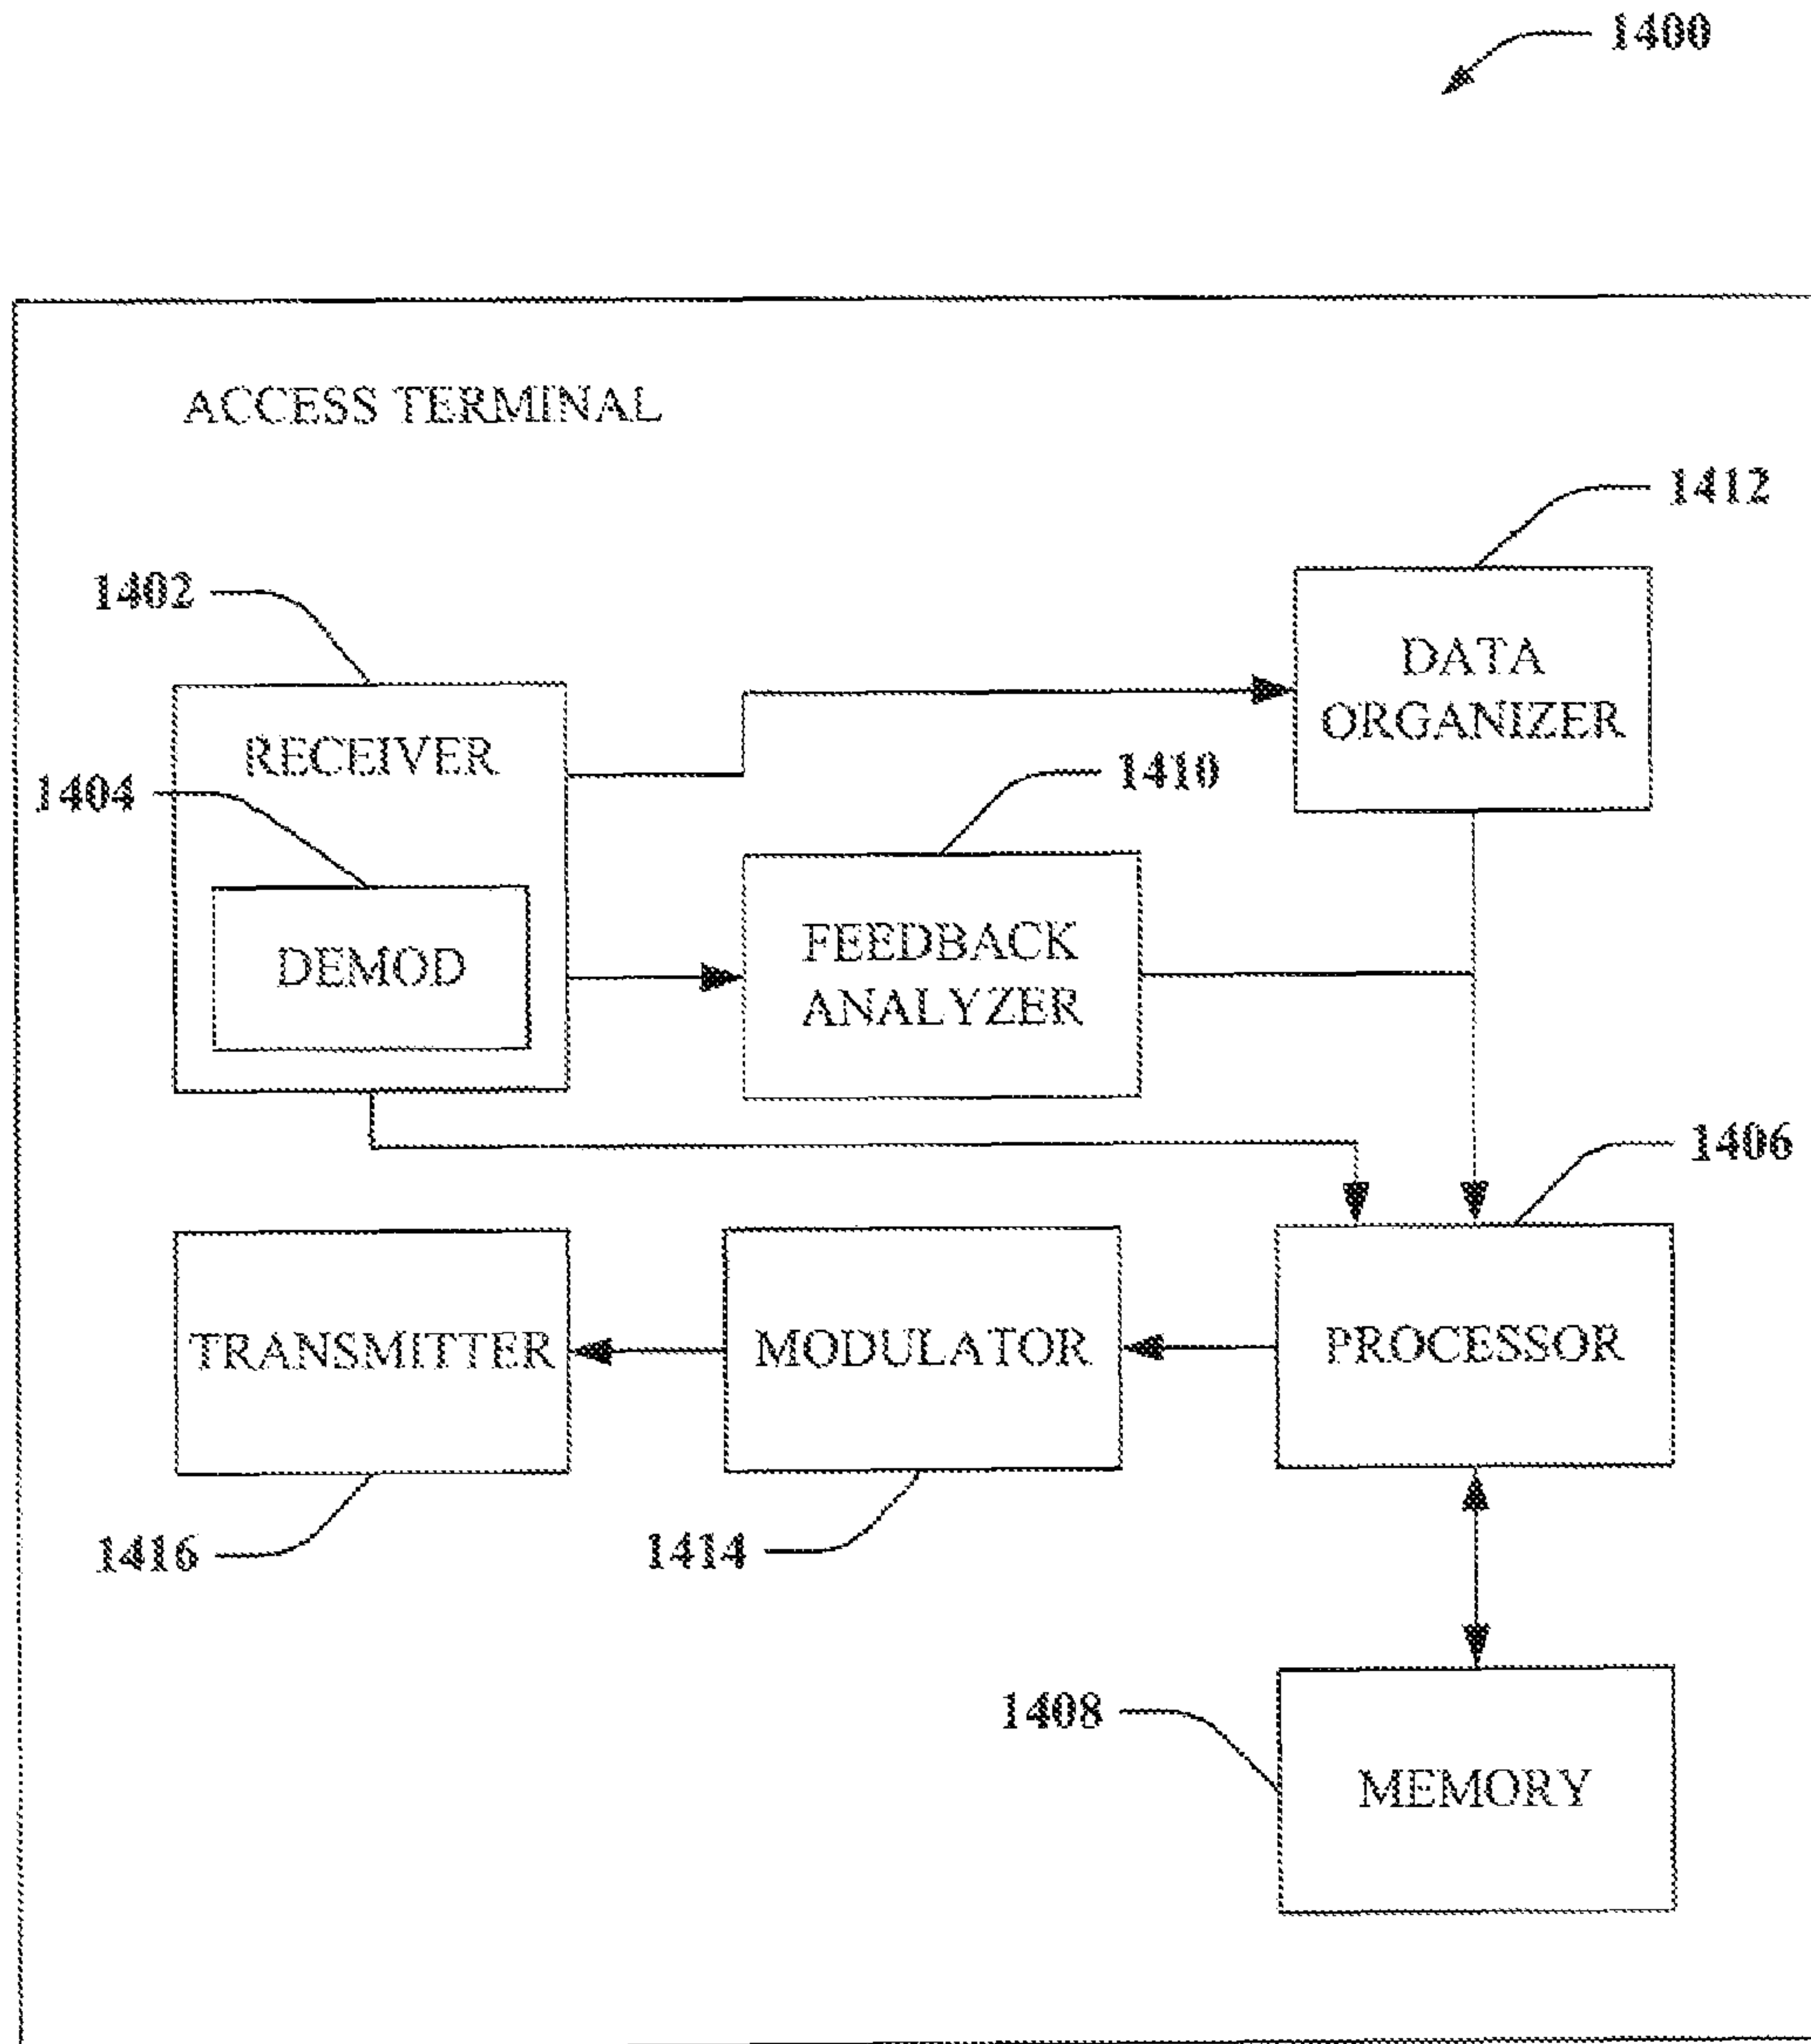 1400
ACCESS TERMINAL
1412
1402
DATA
ORGANIZER
RECEIVER
1404
1410
DEMOD
FEEDBACK
ANALYZER
1406
TRANSMITTER
MODULATOR
PROCESSOR
1416
1414
1408
MEMORY